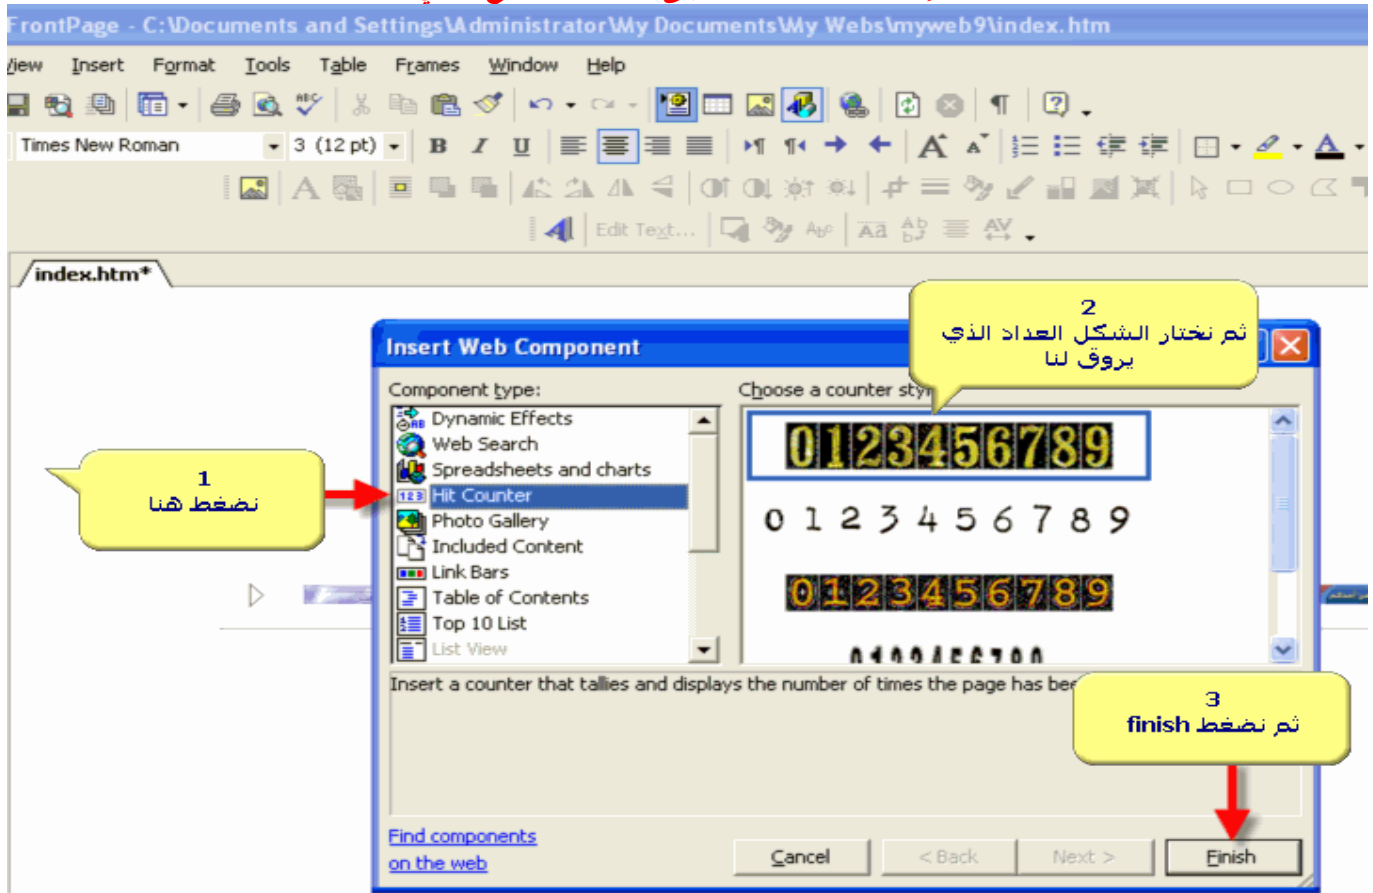 FrontPage - C:\Documents and Settings\Administrator\My Documents\My Webs\myweb9\index.htm
View Insert Format Tools Table Frames Window Help
Times New Roman 3 (12 pt) B I U
Edit Text...
index.htm*
2
ثم نختار الشكل العداد الذي
يروق لنا
Insert Web Component
Component type:
Choose a counter sty
Dynamic Effects
Web Search
Spreadsheets and charts
Hit Counter
Photo Gallery
Included Content
Link Bars
Table of Contents
Top 10 List
List View
0123456789
0 1 2 3 4 5 6 7 8 9
0123456789
0123456789
1
نضغط هنا
Insert a counter that tallies and displays the number of times the page has bee
3
ثم نضغط finish
Find components
on the web
Cancel
< Back
Next >
Finish